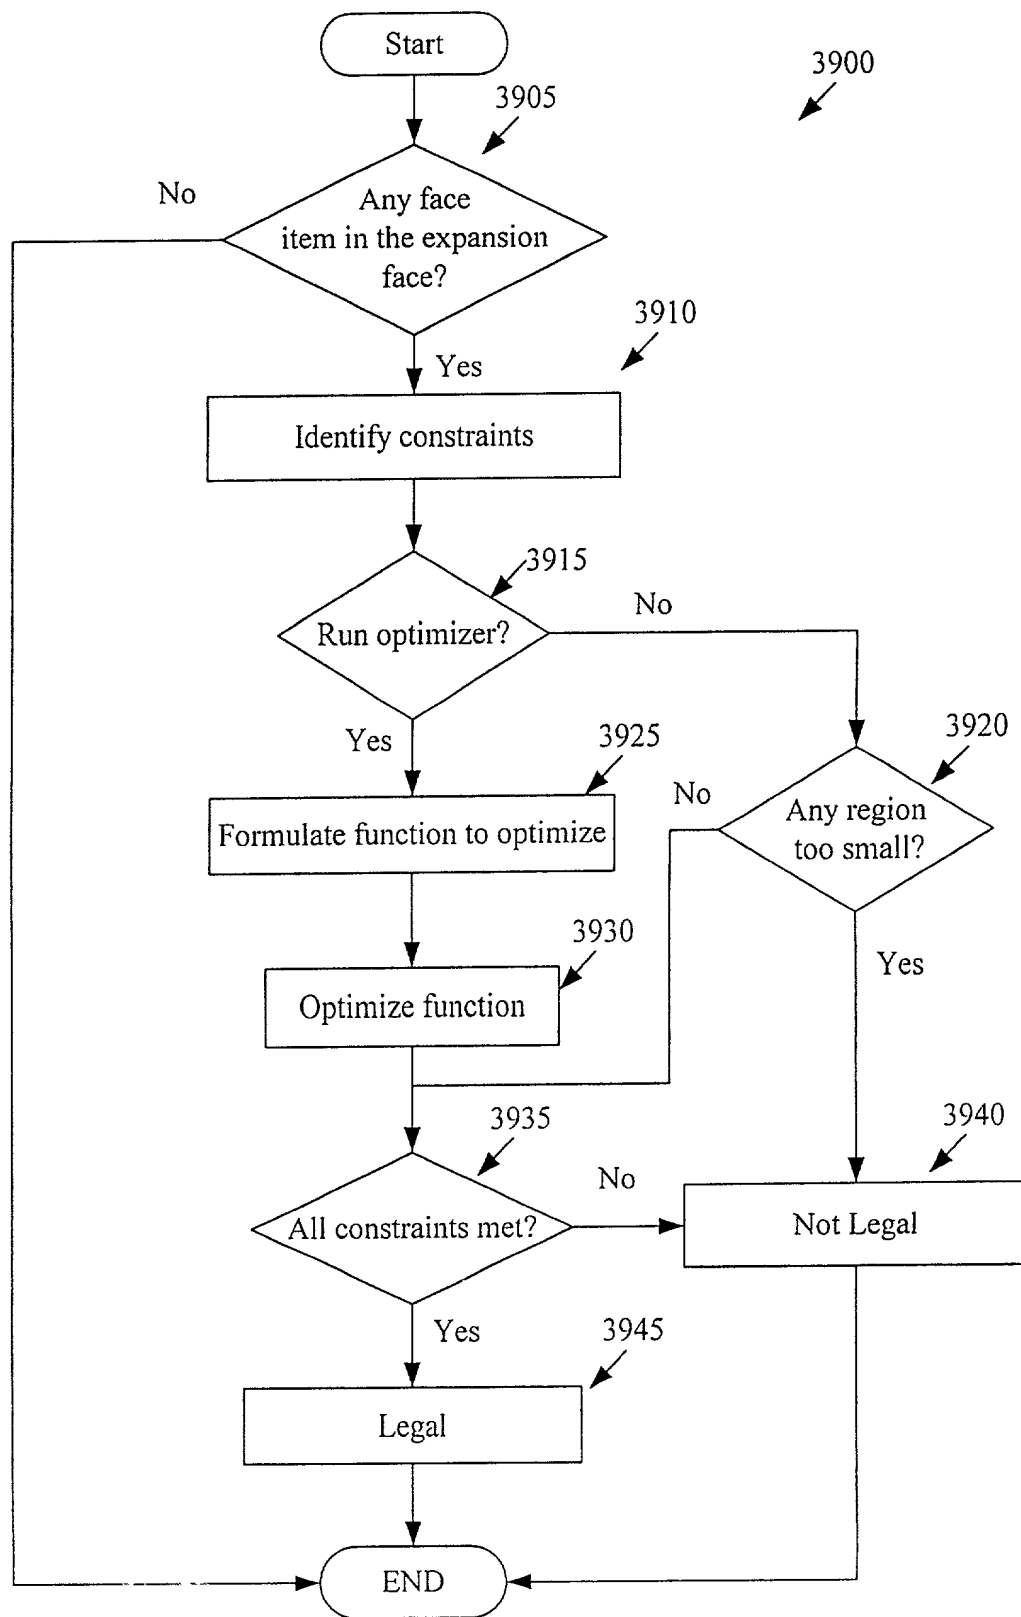 Start
3900
3905
No
Any face
item in the expansion
face?
3910
Yes
Identify constraints
3915
No
Run optimizer?
Yes
3925
3920
No
Any region
too small?
Formulate function to optimize
3930
Yes
Optimize function
3935
3940
No
All constraints met?
Not Legal
Yes
3945
Legal
END